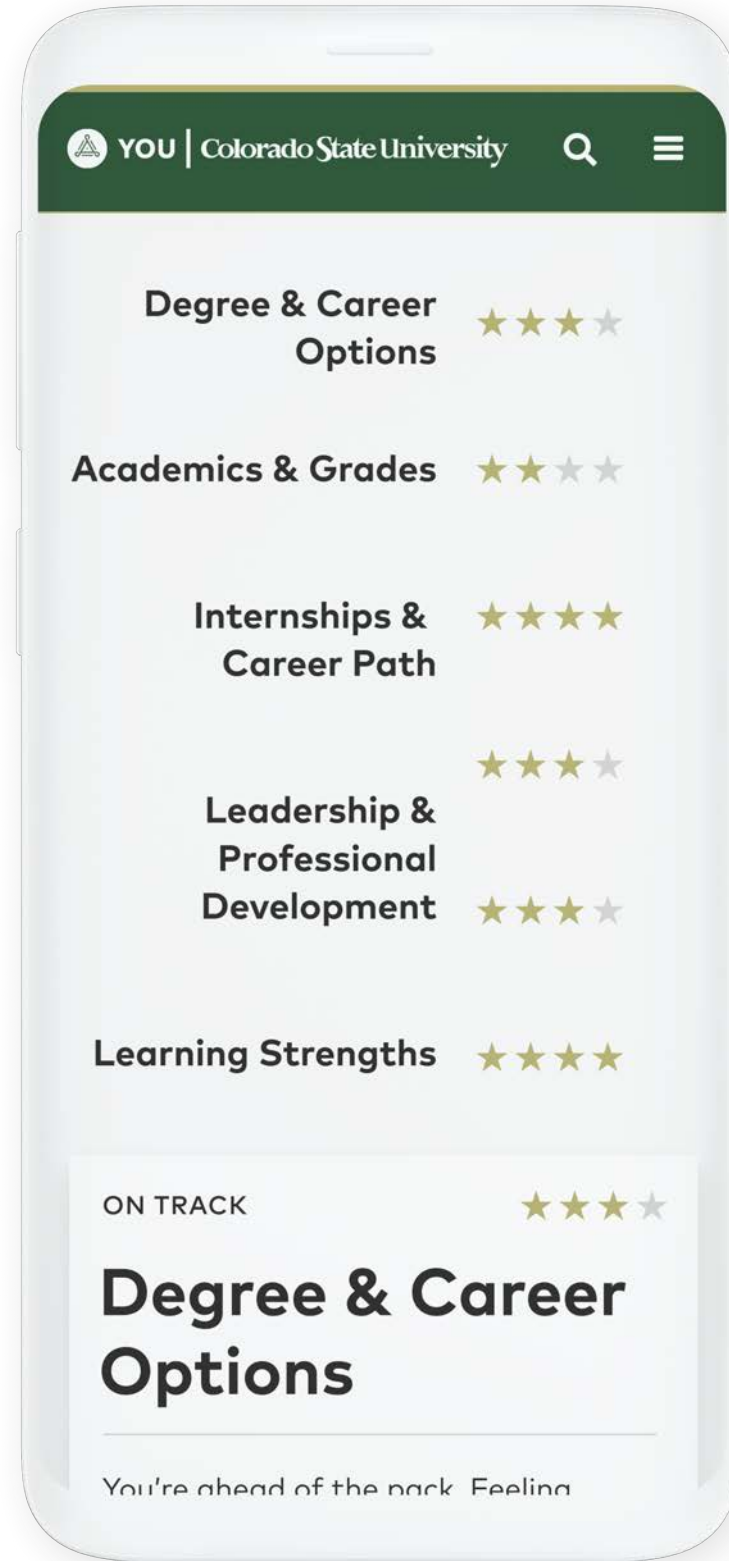 YOU | Colorado State University
Degree & Career
Options
Academics & Grades
Internships &
Career Path
Leadership &
Professional
Development
Learning Strengths
ON TRACK
Degree & Career
Options
You're ahead of the pack. Feeling